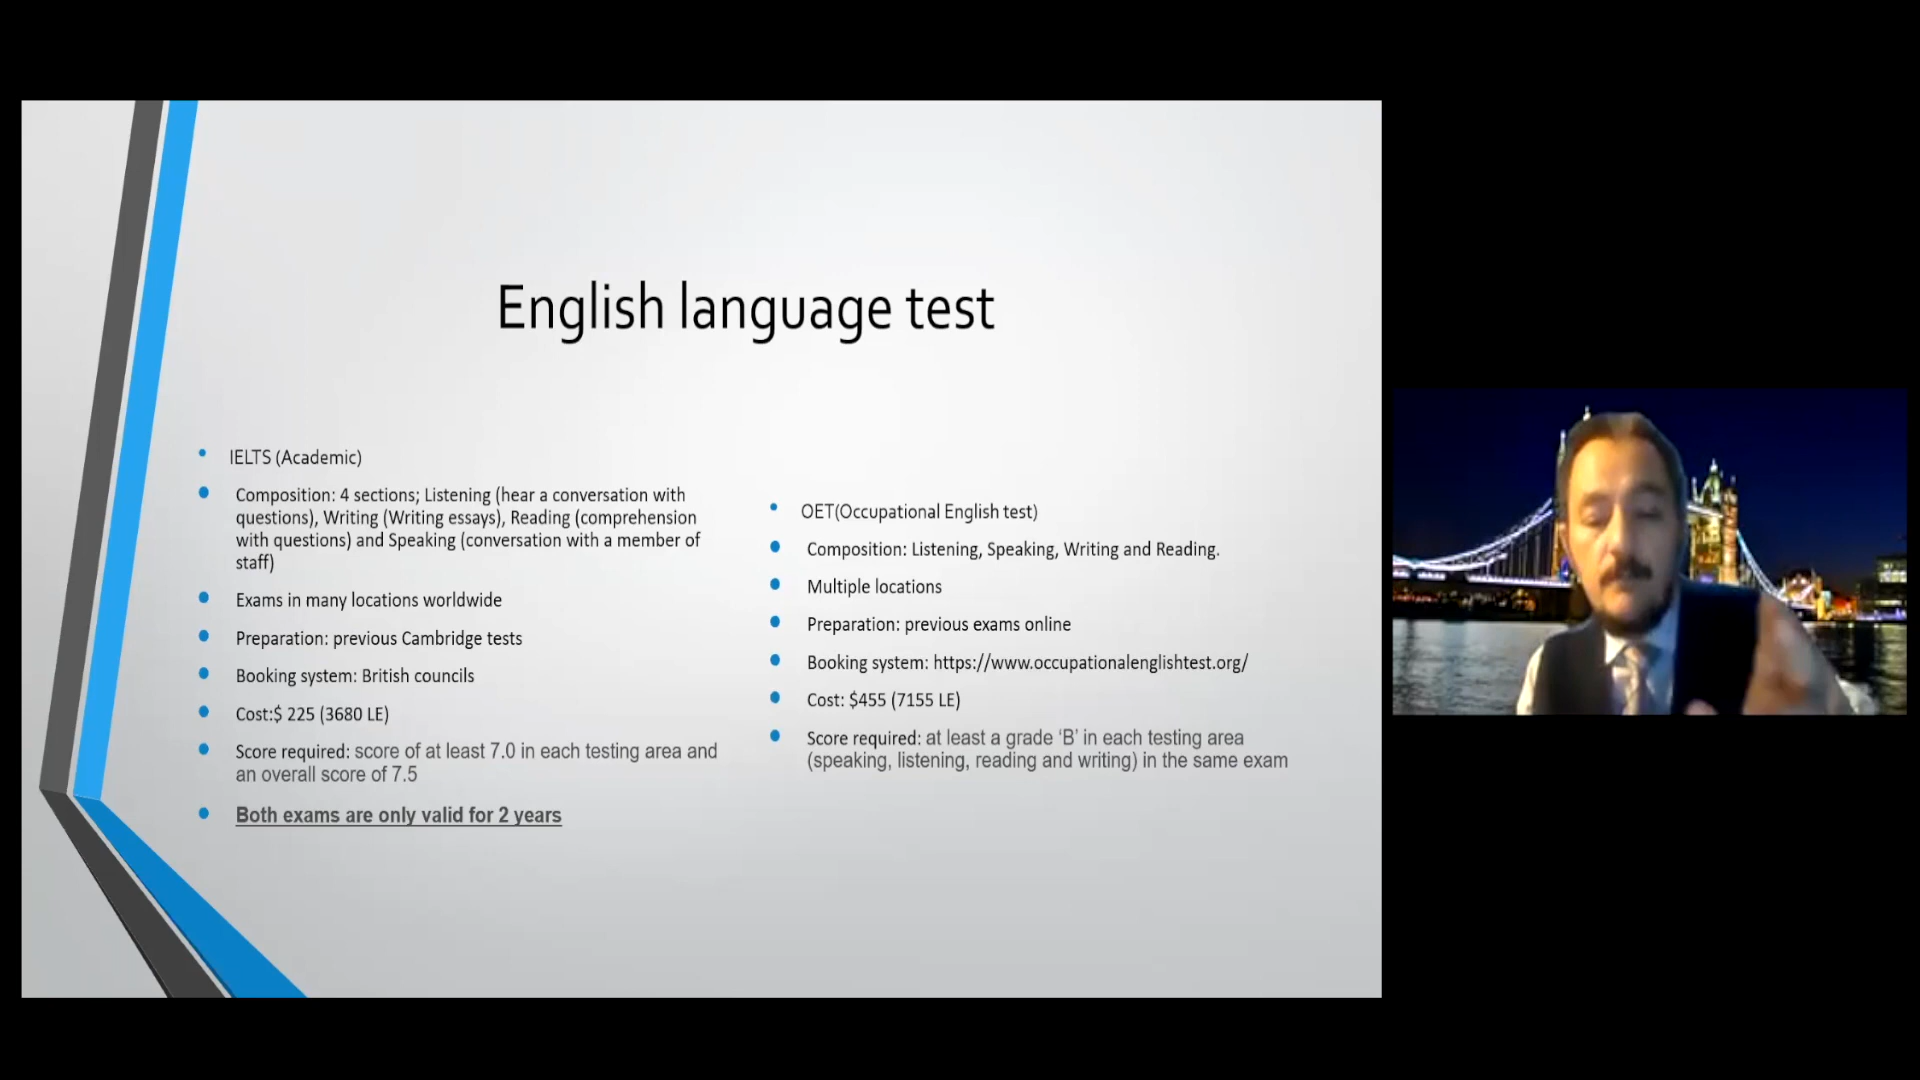 English language test
IELTS (Academic)
Composition: 4 sections; Listening (hear a conversation with
questions), Writing (Writing essays), Reading (comprehension
with questions) and Speaking (conversation with a member of
staff)
Exams in many locations worldwide
Preparation: previous Cambridge tests
Booking system: British councils
Cost:$ 225 (3680 LE)
Score required: score of at least 7.0 in each testing area and
an overall score of 7.5
Both exams are only valid for 2 years
OET(Occupational English test)
Composition: Listening, Speaking, Writing and Reading.
Multiple locations
Preparation: previous exams online
Booking system: https://www.occupationalenglishtest.org/
Cost: $455 (7155 LE)
Score required: at least a grade ‘B’ in each testing area
(speaking, listening, reading and writing) in the same exam